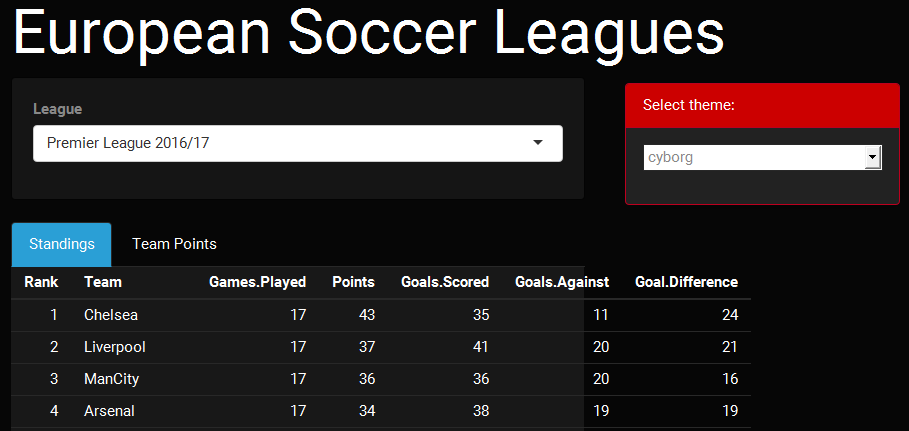 European Soccer Leagues
League
Premier League 2016/17
Select theme:
cyborg
Standings Team Points
Rank Team Games.Played Points Goals.Scored Goals.Against Goal.Difference
1 Chelsea 17 43 35 11 24
2 Liverpool 17 37 41 20 21
3 ManCity 17 36 36 20 16
4 Arsenal 17 34 38 19 19